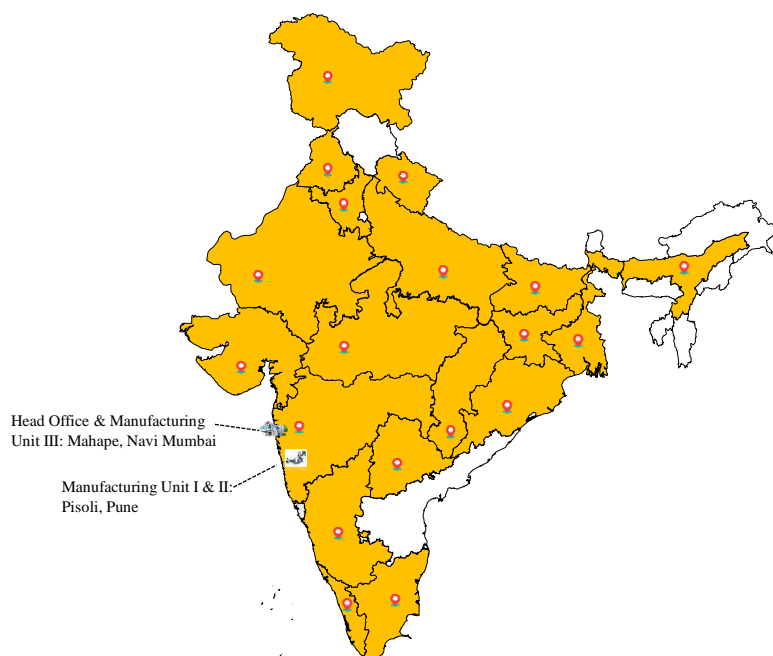 Head Office & Manufacturing
Unit III: Mahape, Navi Mumbai
Manufacturing Unit I & II:
Pisoli, Pune